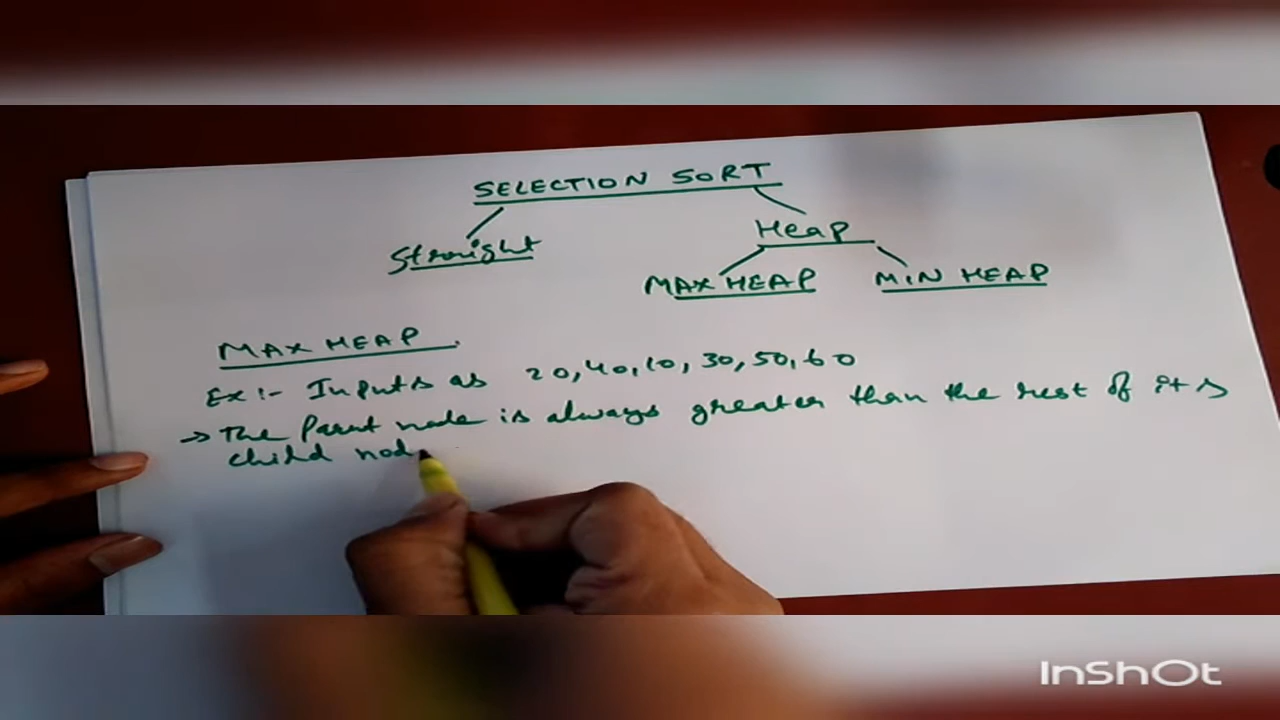 SELECTION SORT
Straight
Heap
MAX HEAP
MIN HEAP
MAX HEAP.
Ex :- Inputs as 20, 40, 10, 30, 50, 60
→ The Parent node is always greater than the rest of its
child nod
InShOt